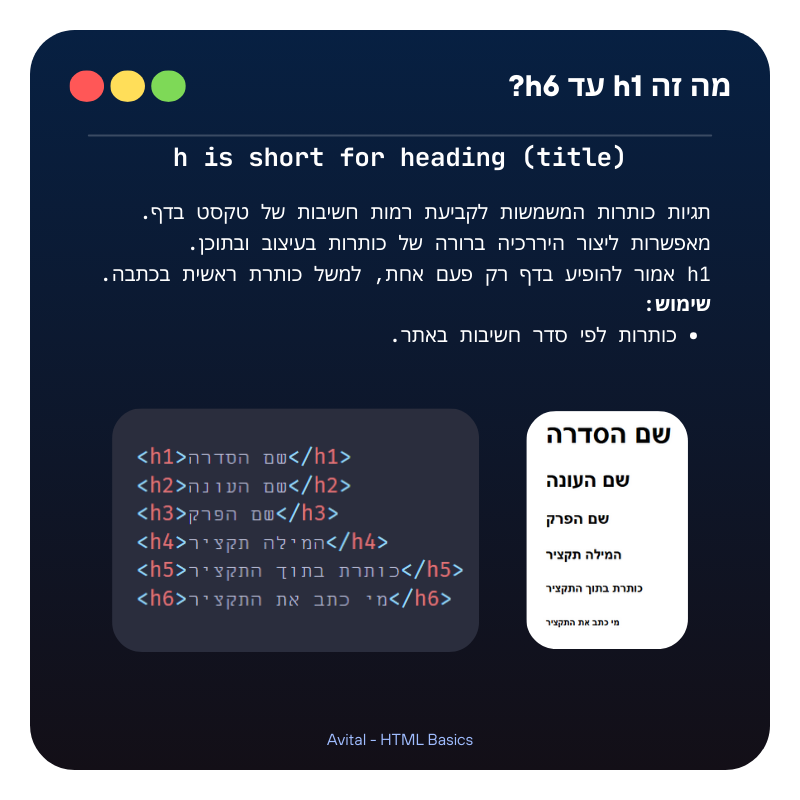 מה זה h1 עד h6?
h is short for heading (title)
תגיות כותרות המשמשות לקביעת רמות חשיבות של טקסט בדף.
מאפשרות ליצור היררכיה ברורה של כותרות בעיצוב ובתוכן.
h1 אמור להופיע בדף רק פעם אחת, למשל כותרת ראשית בכתבה.
שימוש:
• כותרות לפי סדר חשיבות באתר.
<h1>שם הסדרה</h1>
<h2>שם העונה</h2>
<h3>שם הפרק</h3>
<h4>המילה תקציר</h4>
<h5>כותרת בתוך התקציר</h5>
<h6>מי כתב את התקציר</h6>
שם הסדרה
שם העונה
שם הפרק
המילה תקציר
כותרת בתוך התקציר
מי כתב את התקציר
Avital - HTML Basics